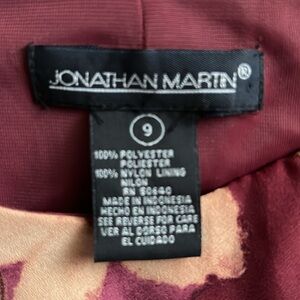 JONATHAN MARTIN®
9
100% POLYESTER
POLIESTER
100% NYLON LINING
NILON
RN 50640
MADE IN INDONESIA
HECHO EN INDONESIA
SEE REVERSE FOR CARE
VER AL DORSO PARA
EL CUIDADO